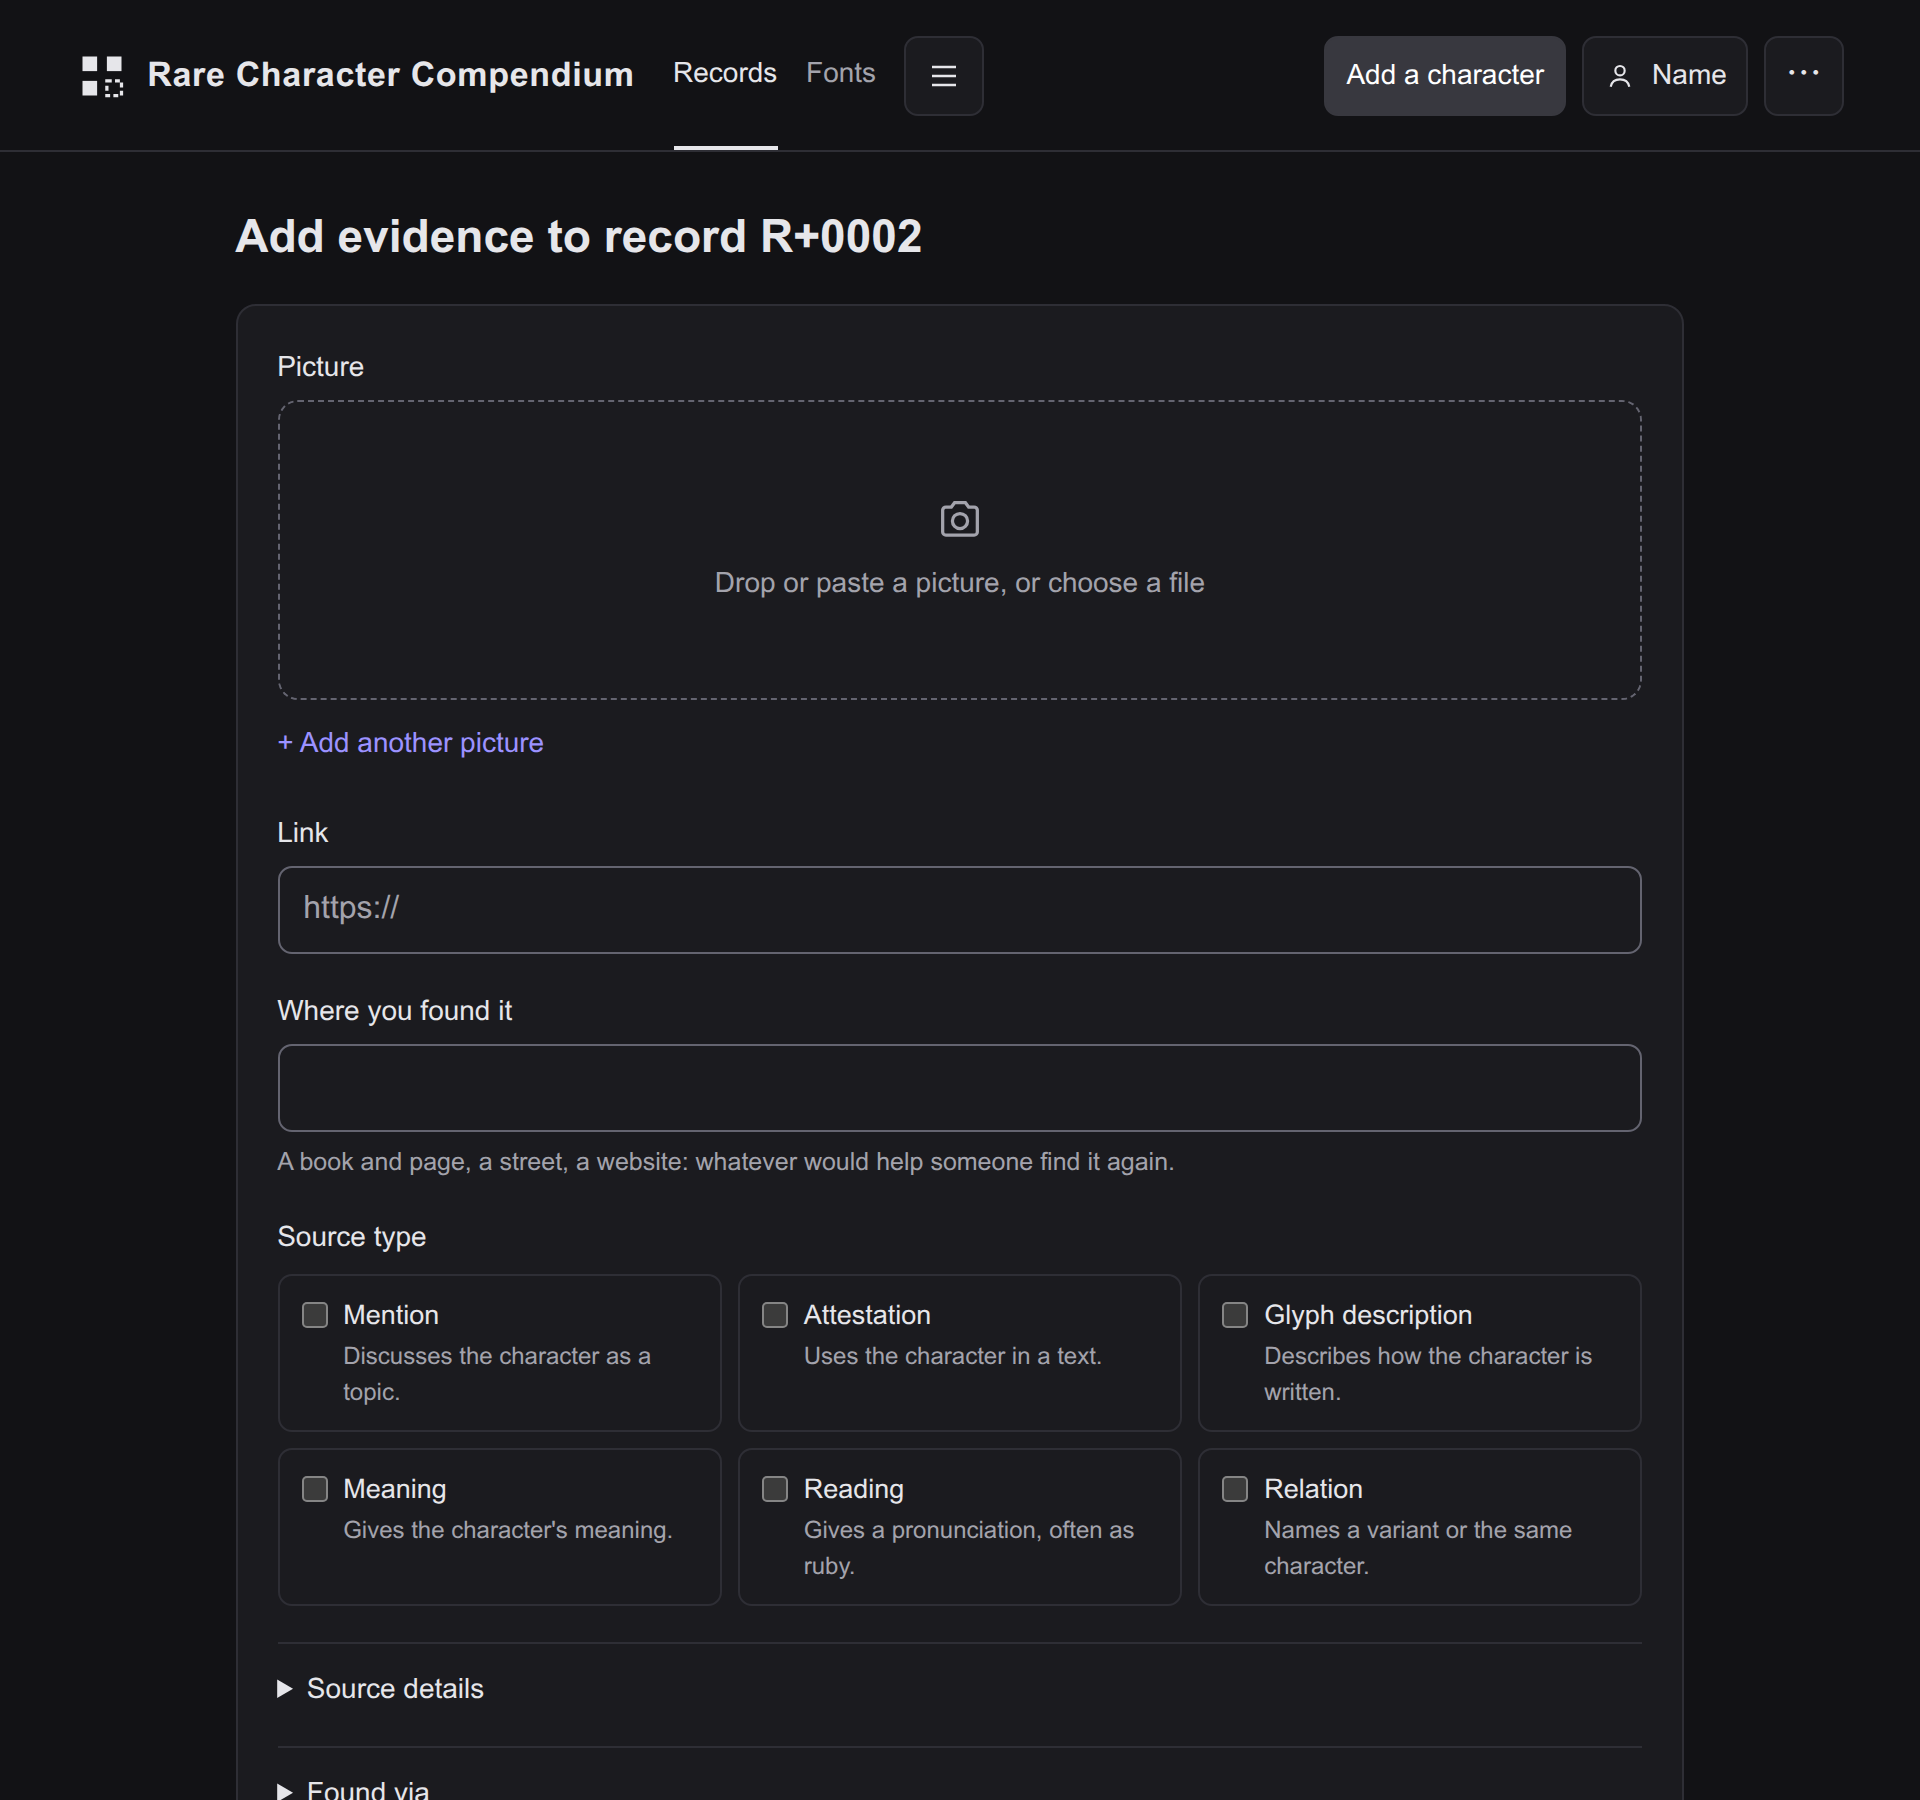 Rare Character Compendium
Records
Fonts
Add a character
Name
Add evidence to record R+0002
Picture
Drop or paste a picture, or choose a file
+ Add another picture
Link
https://
Where you found it
A book and page, a street, a website: whatever would help someone find it again.
Source type
Mention
Discusses the character as a
topic.
Attestation
Uses the character in a text.
Glyph description
Describes how the character is
written.
Meaning
Gives the character's meaning.
Reading
Gives a pronunciation, often as
ruby.
Relation
Names a variant or the same
character.
Source details
Found via